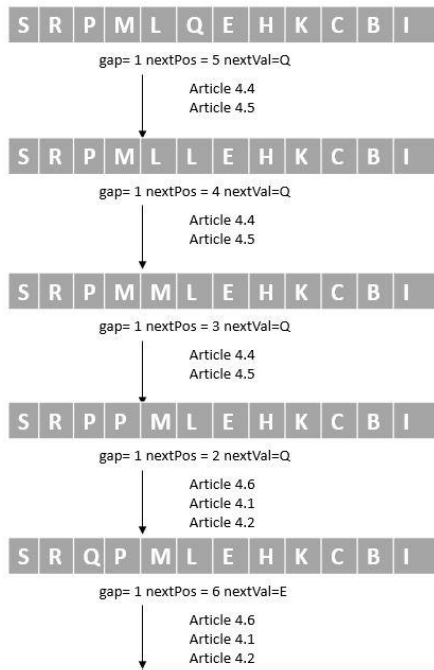 S R P M L Q E H K C B I
gap= 1 nextPos = 5 nextVal=Q
Article 4.4
Article 4.5
S R P M L L E H K C B I
gap= 1 nextPos = 4 nextVal=Q
Article 4.4
Article 4.5
S R P M M L E H K C B I
gap= 1 nextPos = 3 nextVal=Q
Article 4.4
Article 4.5
S R P P M L E H K C B I
gap= 1 nextPos = 2 nextVal=Q
Article 4.6
Article 4.1
Article 4.2
S R Q P M L E H K C B I
gap= 1 nextPos = 6 nextVal=E
Article 4.6
Article 4.1
Article 4.2